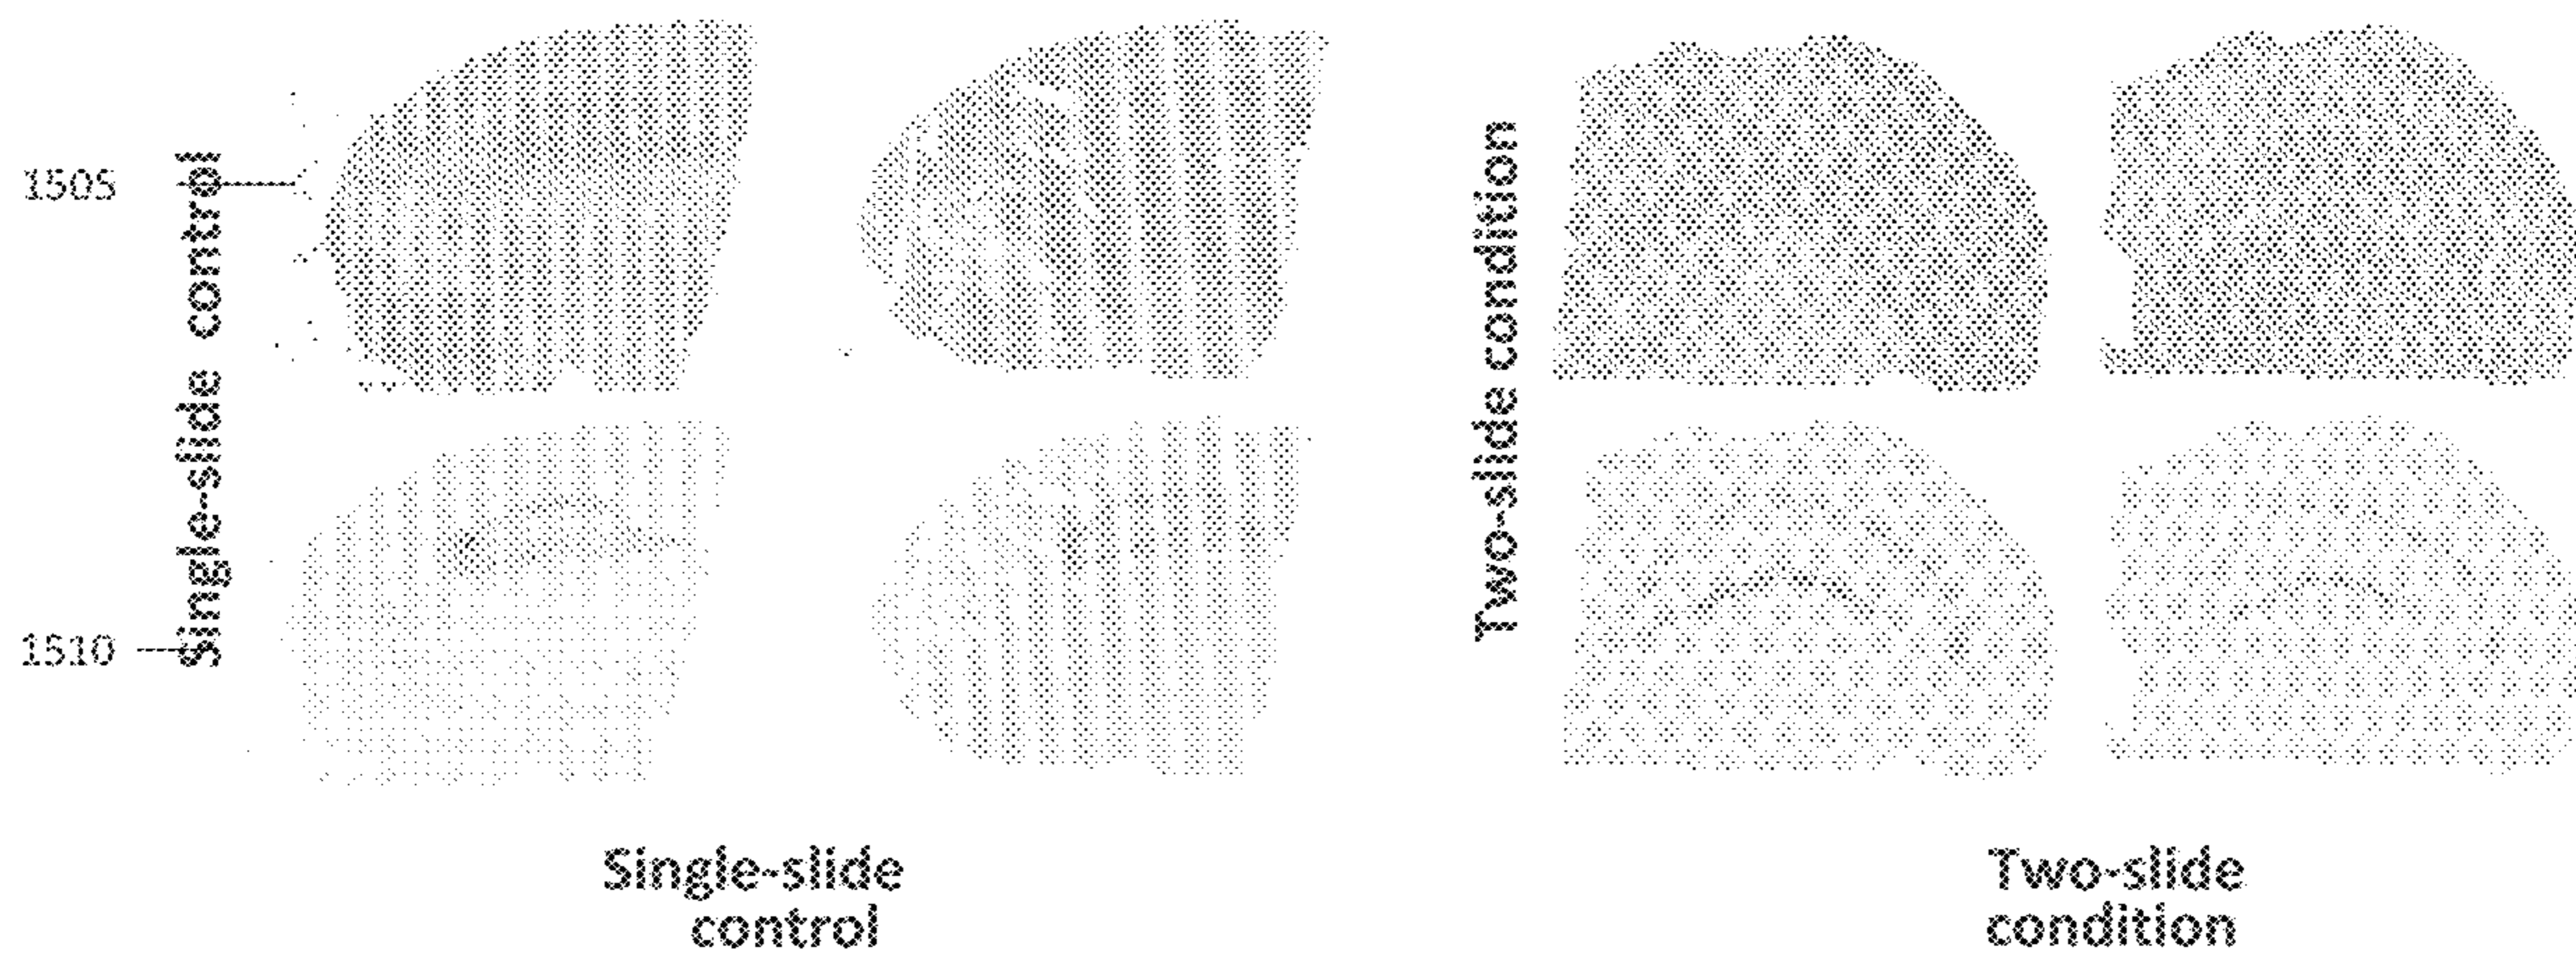 1505
Single-slide control
1510
Two-slide condition
Single-slide
control
Two-slide
condition